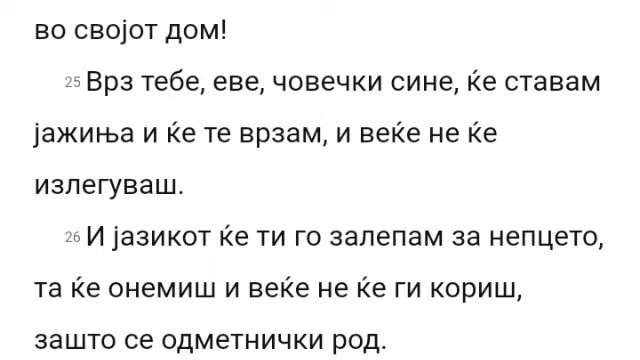 во својот дом!
25 Врз тебе, еве, човечки сине, ќе ставам
јажиња и ќе те врзам, и веќе не ќе
излегуваш.
26 И јазикот ќе ти го залепам за непцето,
та ќе онемиш и веќе не ќе ги кориш,
зашто се одметнички род.